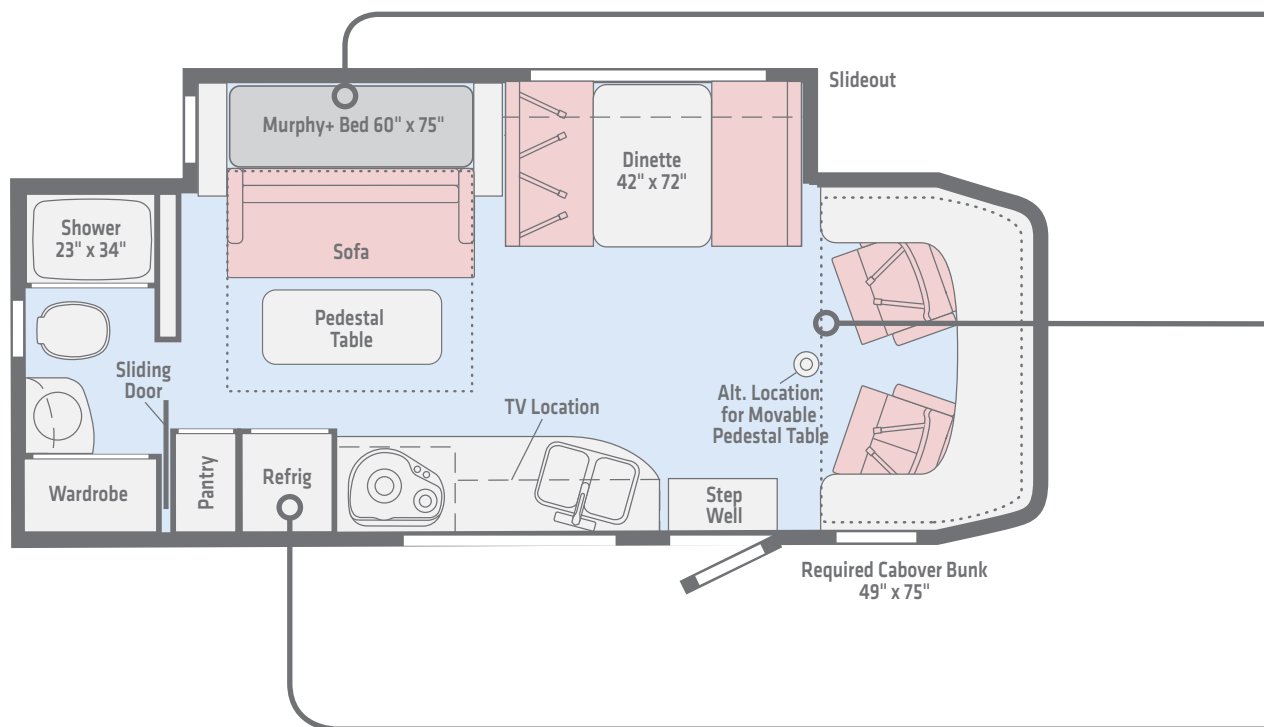 Slideout
Murphy+ Bed 60" x 75"
Dinette
42" x 72"
Shower
23" x 34"
Sofa
Pedestal
Table
Sliding
Door
TV Location
Alt. Location
for Movable
Pedestal Table
Wardrobe
Pantry
Refrig
Step
Well
Required Cabover Bunk
49" x 75"